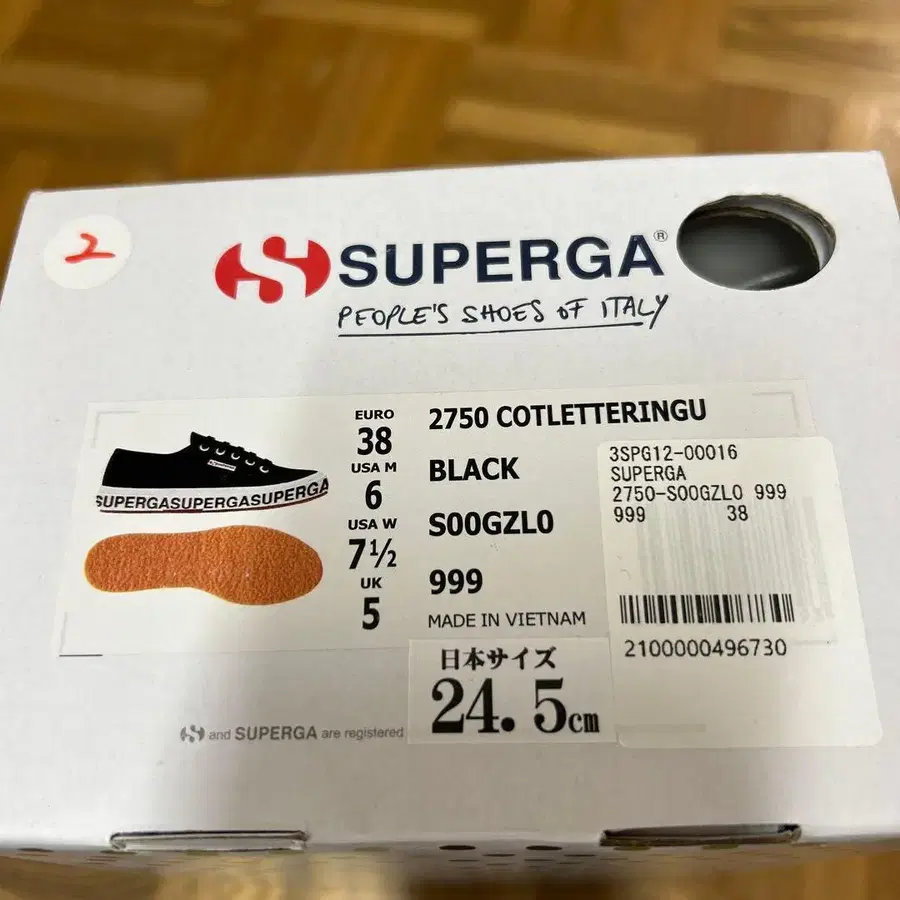 2
SUPERGA®
PEOPLE'S SHOES OF ITALY
EURO
38
USA M
6
USA W
7½
UK
5
2750 COTLETTERINGU
BLACK
S00GZL0
999
MADE IN VIETNAM
SUPERGASUPERGASUPERGA
3SPG12-00016
SUPERGA
2750-S00GZL0 999
999 38
2100000496730
日本サイズ
24.5cm
and SUPERGA are registered